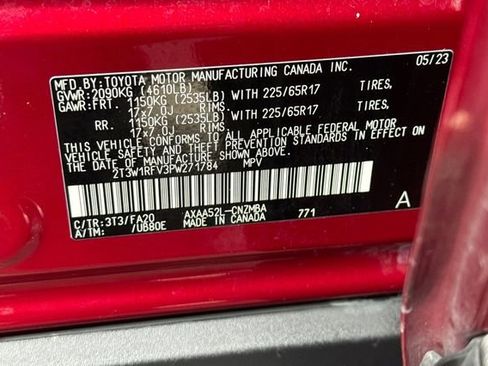 MFD.BY:TOYOTA MOTOR MANUFACTURING CANADA INC. 05/23
GVWR:2090KG (4610LB)
GAWR:FRT. 1150KG (2535LB) WITH 225/65R17 TIRES,
17x7.0J RIMS
RR. 1150KG (2535LB) WITH 225/65R17 TIRES,
17x7.0J RIMS
THIS VEHICLE CONFORMS TO ALL APPLICABLE FEDERAL MOTOR
VEHICLE SAFETY, BUMPER, AND THEFT PREVENTION STANDARDS IN EFFECT ON
THE DATE OF MANUFACTURE SHOWN ABOVE.
2T3W1RFV3PW271784 MPV
C/TR:3T3/FA20 AXAA52L-CNZMBA 771 A
A/TM: /UB80E MADE IN CANADA